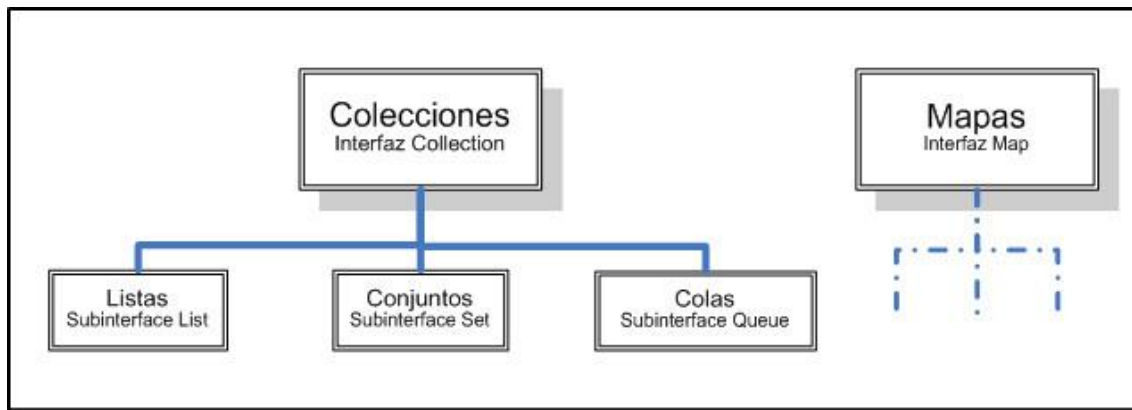 Colecciones
Interfaz Collection
Mapas
Interfaz Map
Listas
Subinterface List
Conjuntos
Subinterface Set
Colas
Subinterface Queue